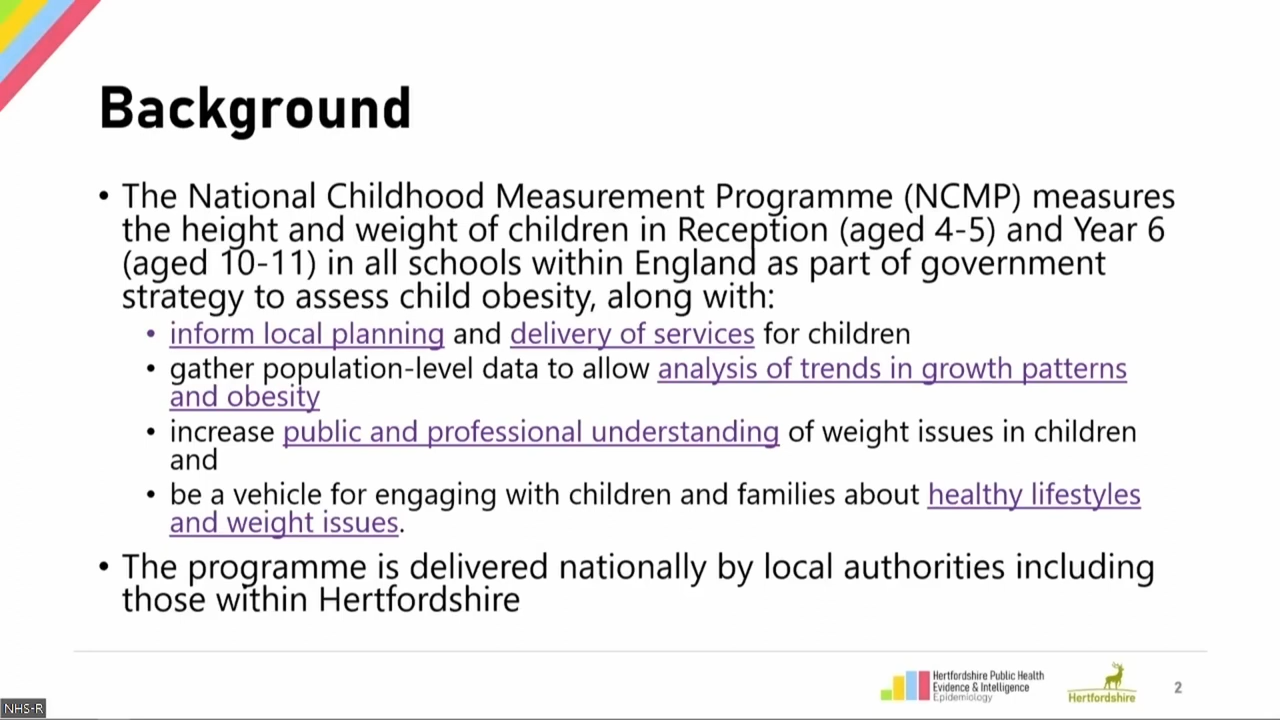 Background
• The National Childhood Measurement Programme (NCMP) measures
the height and weight of children in Reception (aged 4-5) and Year 6
(aged 10-11) in all schools within England as part of government
strategy to assess child obesity, along with:
• inform local planning and delivery of services for children
• gather population-level data to allow analysis of trends in growth patterns
and obesity
• increase public and professional understanding of weight issues in children
and
• be a vehicle for engaging with children and families about healthy lifestyles
and weight issues.
• The programme is delivered nationally by local authorities including
those within Hertfordshire
Hertfordshire Public Health
Evidence & Intelligence
Epidemiology
Hertfordshire
2
NHS-R